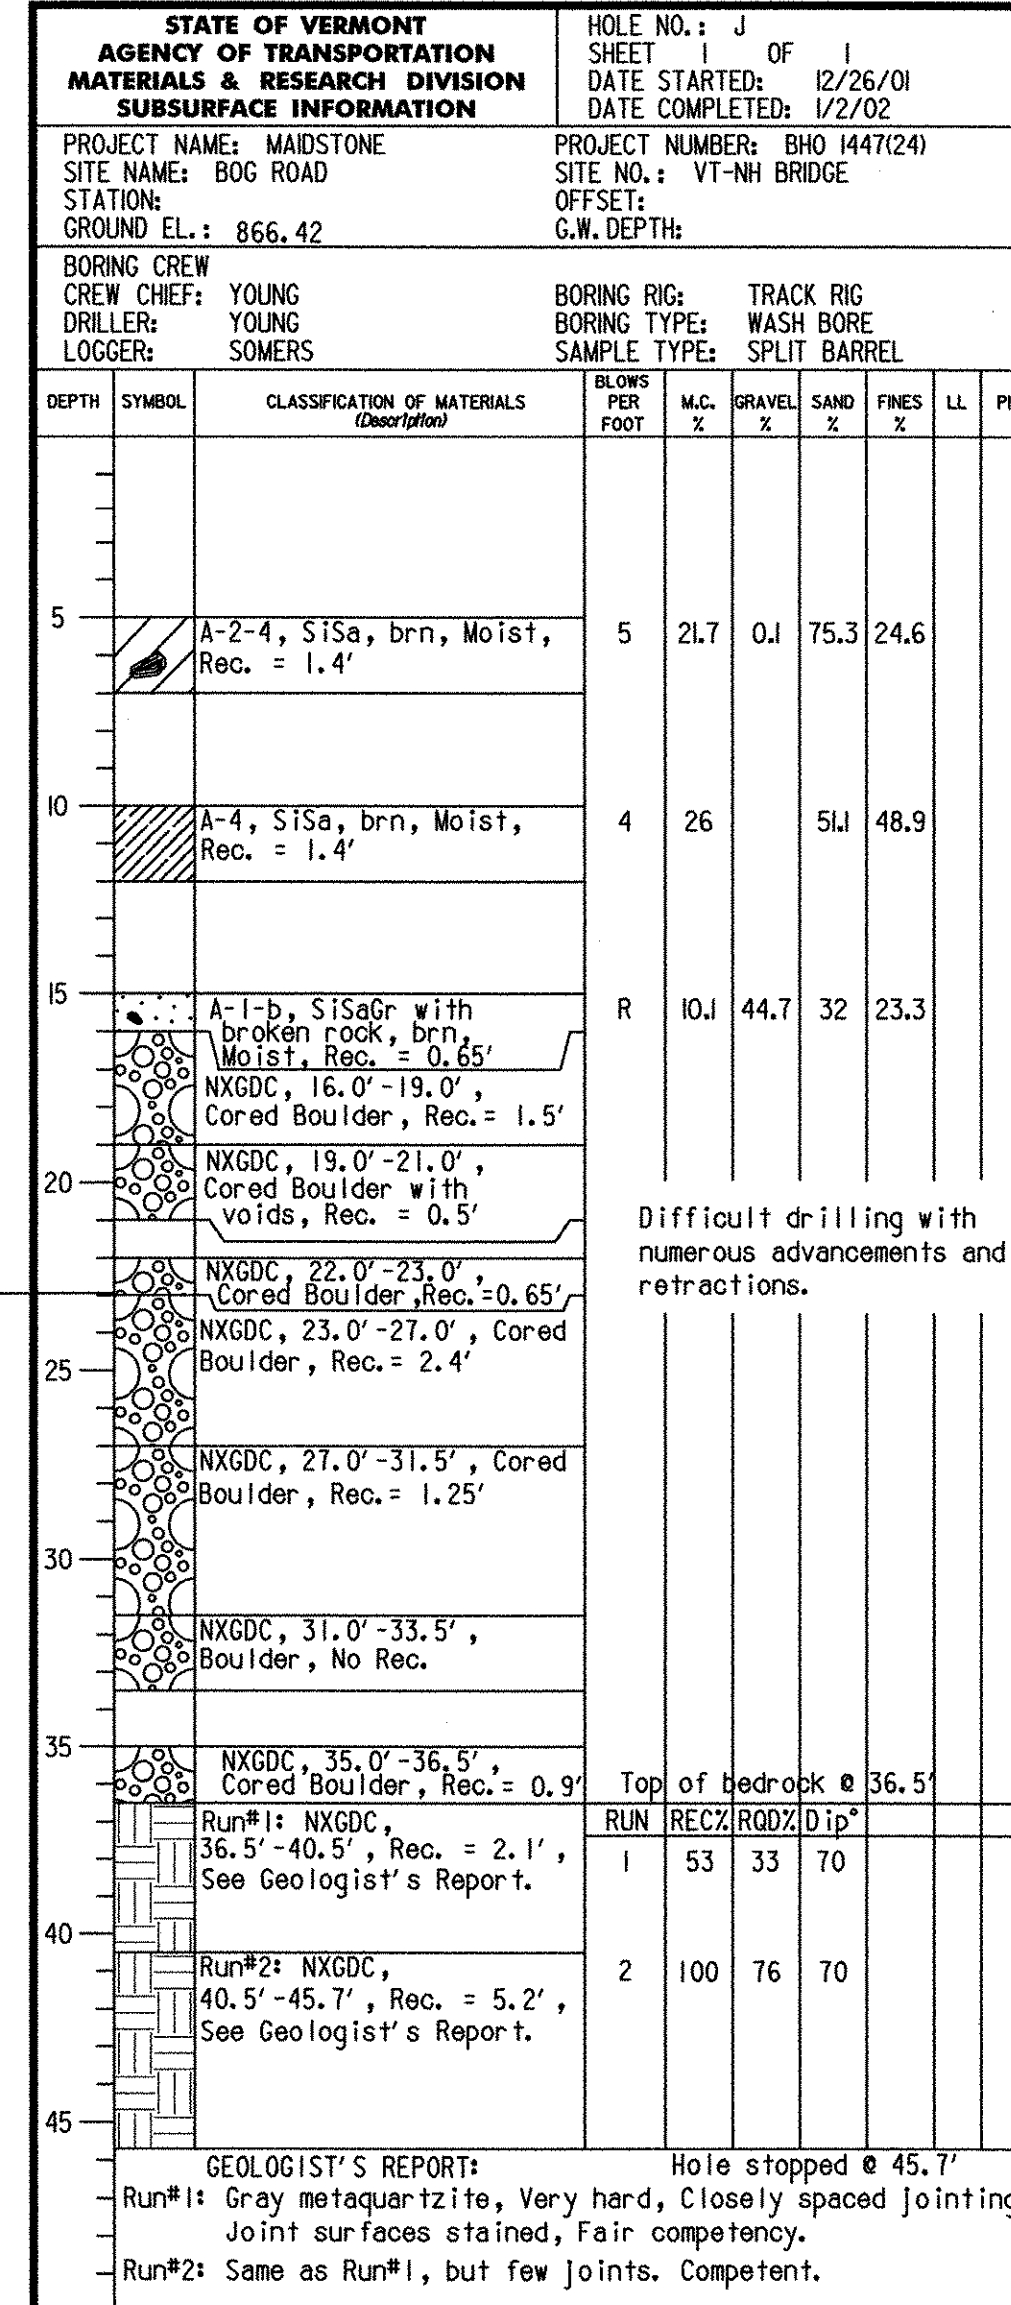 STATE OF VERMONT
AGENCY OF TRANSPORTATION
MATERIALS & RESEARCH DIVISION
SUBSURFACE INFORMATION
HOLE NO.: J
SHEET 1 OF 1
DATE STARTED: 12/26/01
DATE COMPLETED: 1/2/02
PROJECT NAME: MAIDSTONE
SITE NAME: BOG ROAD
STATION:
GROUND EL.: 866.42
PROJECT NUMBER: BHO 1447(24)
SITE NO.: VT-NH BRIDGE
OFFSET:
G.W. DEPTH:
BORING CREW
CREW CHIEF: YOUNG
DRILLER: YOUNG
LOGGER: SOMERS
BORING RIG: TRACK RIG
BORING TYPE: WASH BORE
SAMPLE TYPE: SPLIT BARREL
DEPTH SYMBOL CLASSIFICATION OF MATERIALS (Description) BLOWS PER FOOT M.C. % GRAVEL % SAND % FINES % LL
5
A-2-4, SiSa, brn, Moist, 5 21.7 0.1 75.3 24.6
Rec. = 1.4'
10
A-4, SiSa, brn, Moist, 4 26 51.1 48.9
Rec. = 1.4'
15
A-1-b, SiSaGr with R 10.1 44.7 32 23.3
broken rock, brn,
Moist, Rec. = 0.65'
NXGDC, 16.0'-19.0',
Cored Boulder, Rec.= 1.5'
NXGDC, 19.0'-21.0',
20 Cored Boulder with
voids, Rec. = 0.5'
Difficult drilling with
numerous advancements and
retractions.
NXGDC, 22.0'-23.0',
Cored Boulder,Rec.=0.65'
NXGDC, 23.0'-27.0', Cored
25 Boulder, Rec.= 2.4'
NXGDC, 27.0'-31.5', Cored
Boulder, Rec.= 1.25'
30
NXGDC, 31.0'-33.5',
Boulder, No Rec.
35
NXGDC, 35.0'-36.5',
Cored Boulder, Rec.= 0.9' Top of bedrock @ 36.5'
RUN REC% RQD% Dip°
Run#1: NXGDC,
36.5'-40.5', Rec. = 2.1', 1 53 33 70
See Geologist's Report.
40
Run#2: NXGDC, 2 100 76 70
40.5'-45.7', Rec. = 5.2',
See Geologist's Report.
45
GEOLOGIST'S REPORT: Hole stopped @ 45.7'
Run#1: Gray metaquartzite, Very hard, Closely spaced jointing
Joint surfaces stained, Fair competency.
Run#2: Same as Run#1, but few joints. Competent.